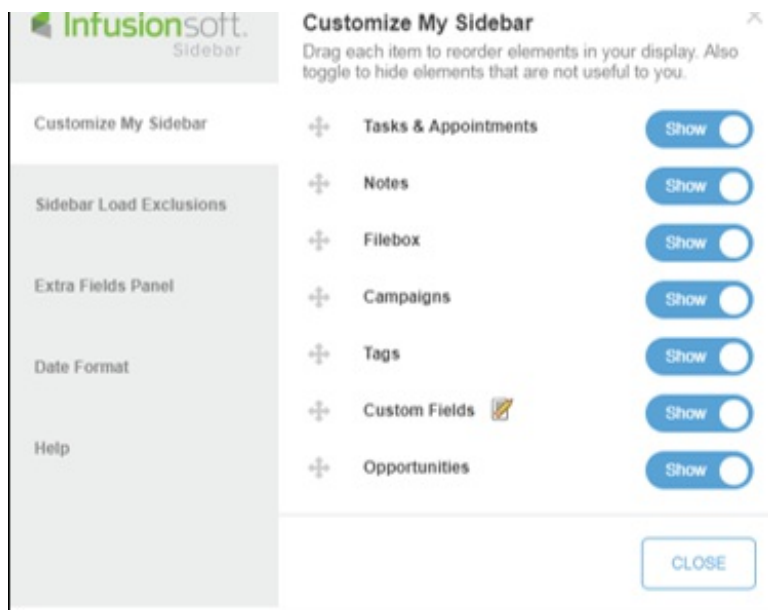 Infusionsoft.
Sidebar
Customize My Sidebar
Sidebar Load Exclusions
Extra Fields Panel
Date Format
Help
Customize My Sidebar
Drag each item to reorder elements in your display. Also
toggle to hide elements that are not useful to you.
Tasks & Appointments Show
Notes Show
Filebox Show
Campaigns Show
Tags Show
Custom Fields Show
Opportunities Show
CLOSE